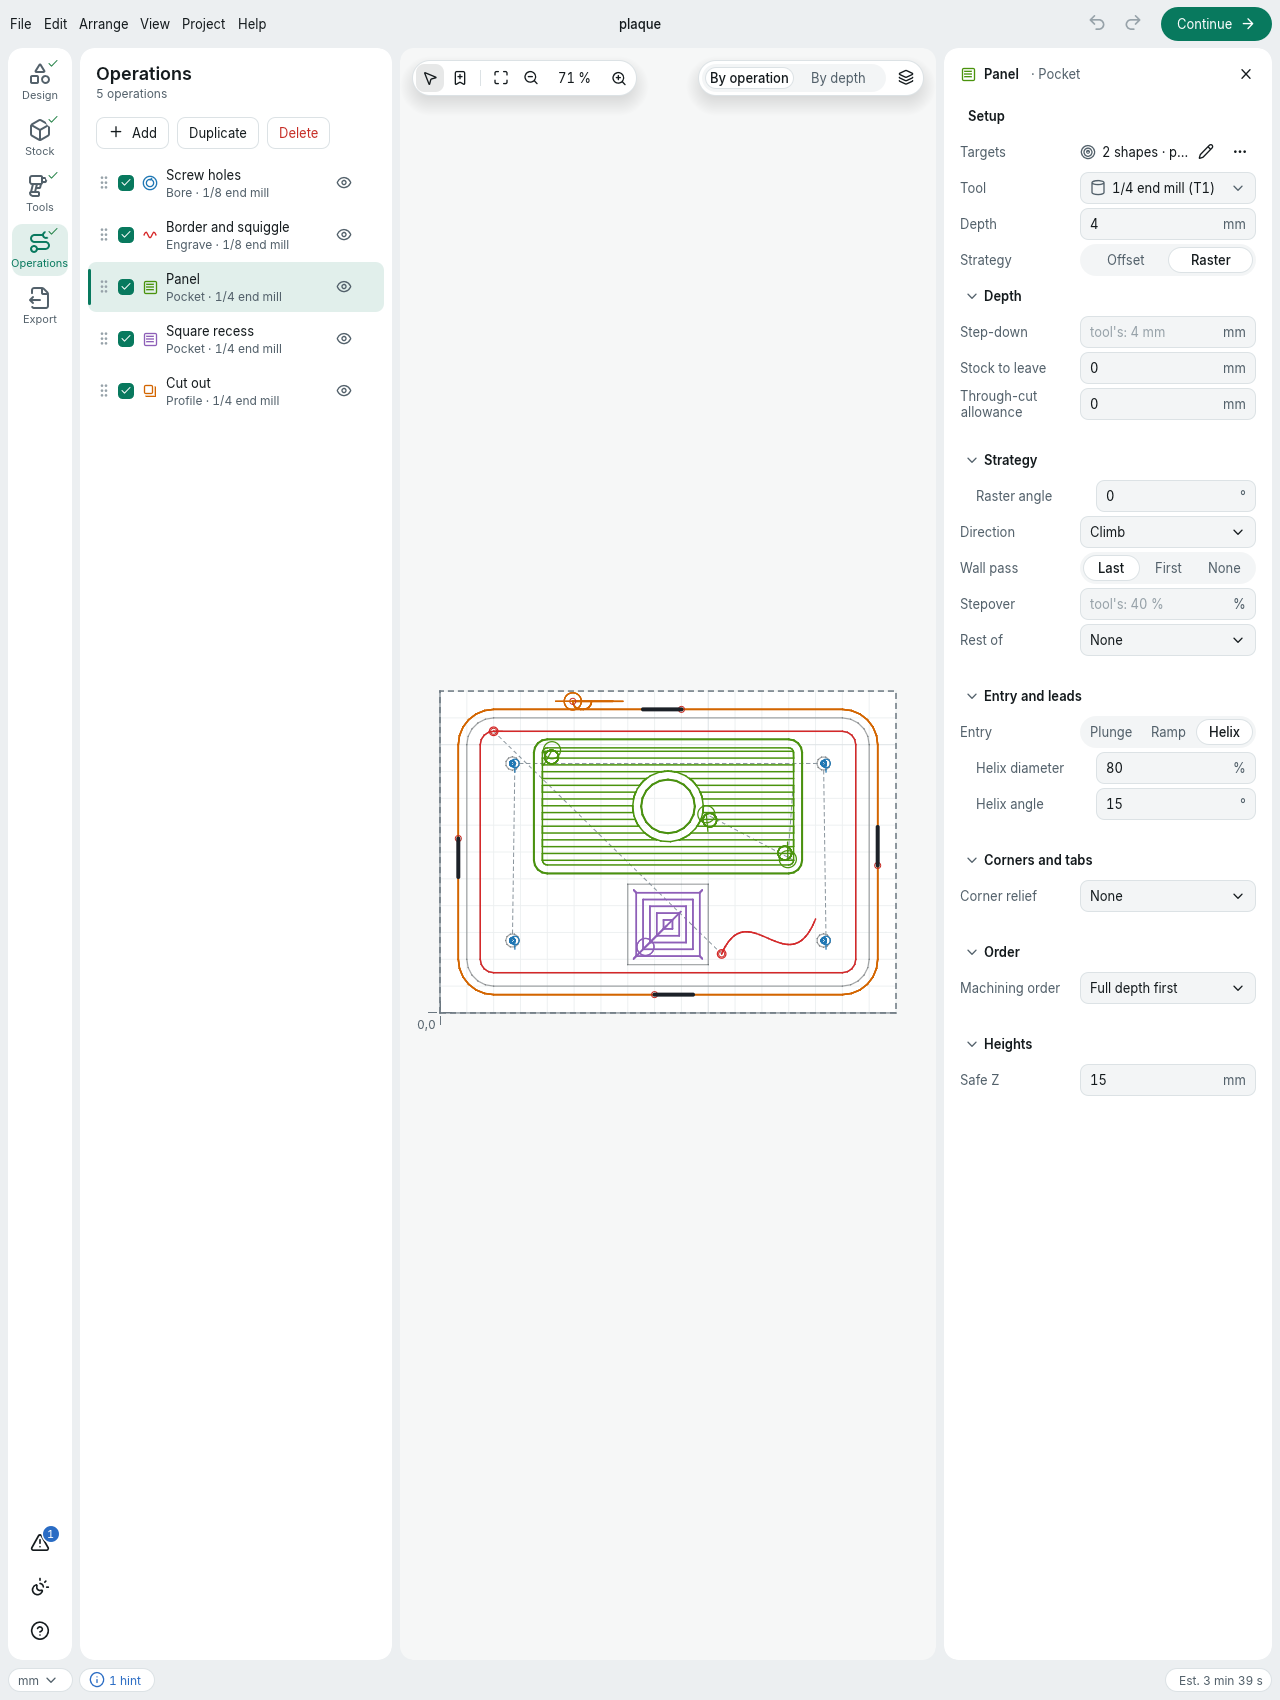 File Edit Arrange View Project Help
plaque
Continue
Design
Stock
Tools
Operations
Export
1
Operations
5 operations
Add
Duplicate
Delete
Screw holes
Bore · 1/8 end mill
Border and squiggle
Engrave · 1/8 end mill
Panel
Pocket · 1/4 end mill
Square recess
Pocket · 1/4 end mill
Cut out
Profile · 1/4 end mill
71 %
By operation
By depth
0,0
Panel · Pocket
Setup
Targets 2 shapes · p...
Tool 1/4 end mill (T1)
Depth 4 mm
Strategy Offset Raster
Depth
Step-down tool's: 4 mm mm
Stock to leave 0 mm
Through-cut
allowance 0 mm
Strategy
Raster angle 0 °
Direction Climb
Wall pass Last First None
Stepover tool's: 40 % %
Rest of None
Entry and leads
Entry Plunge Ramp Helix
Helix diameter 80 %
Helix angle 15 °
Corners and tabs
Corner relief None
Order
Machining order Full depth first
Heights
Safe Z 15 mm
mm
1 hint
Est. 3 min 39 s